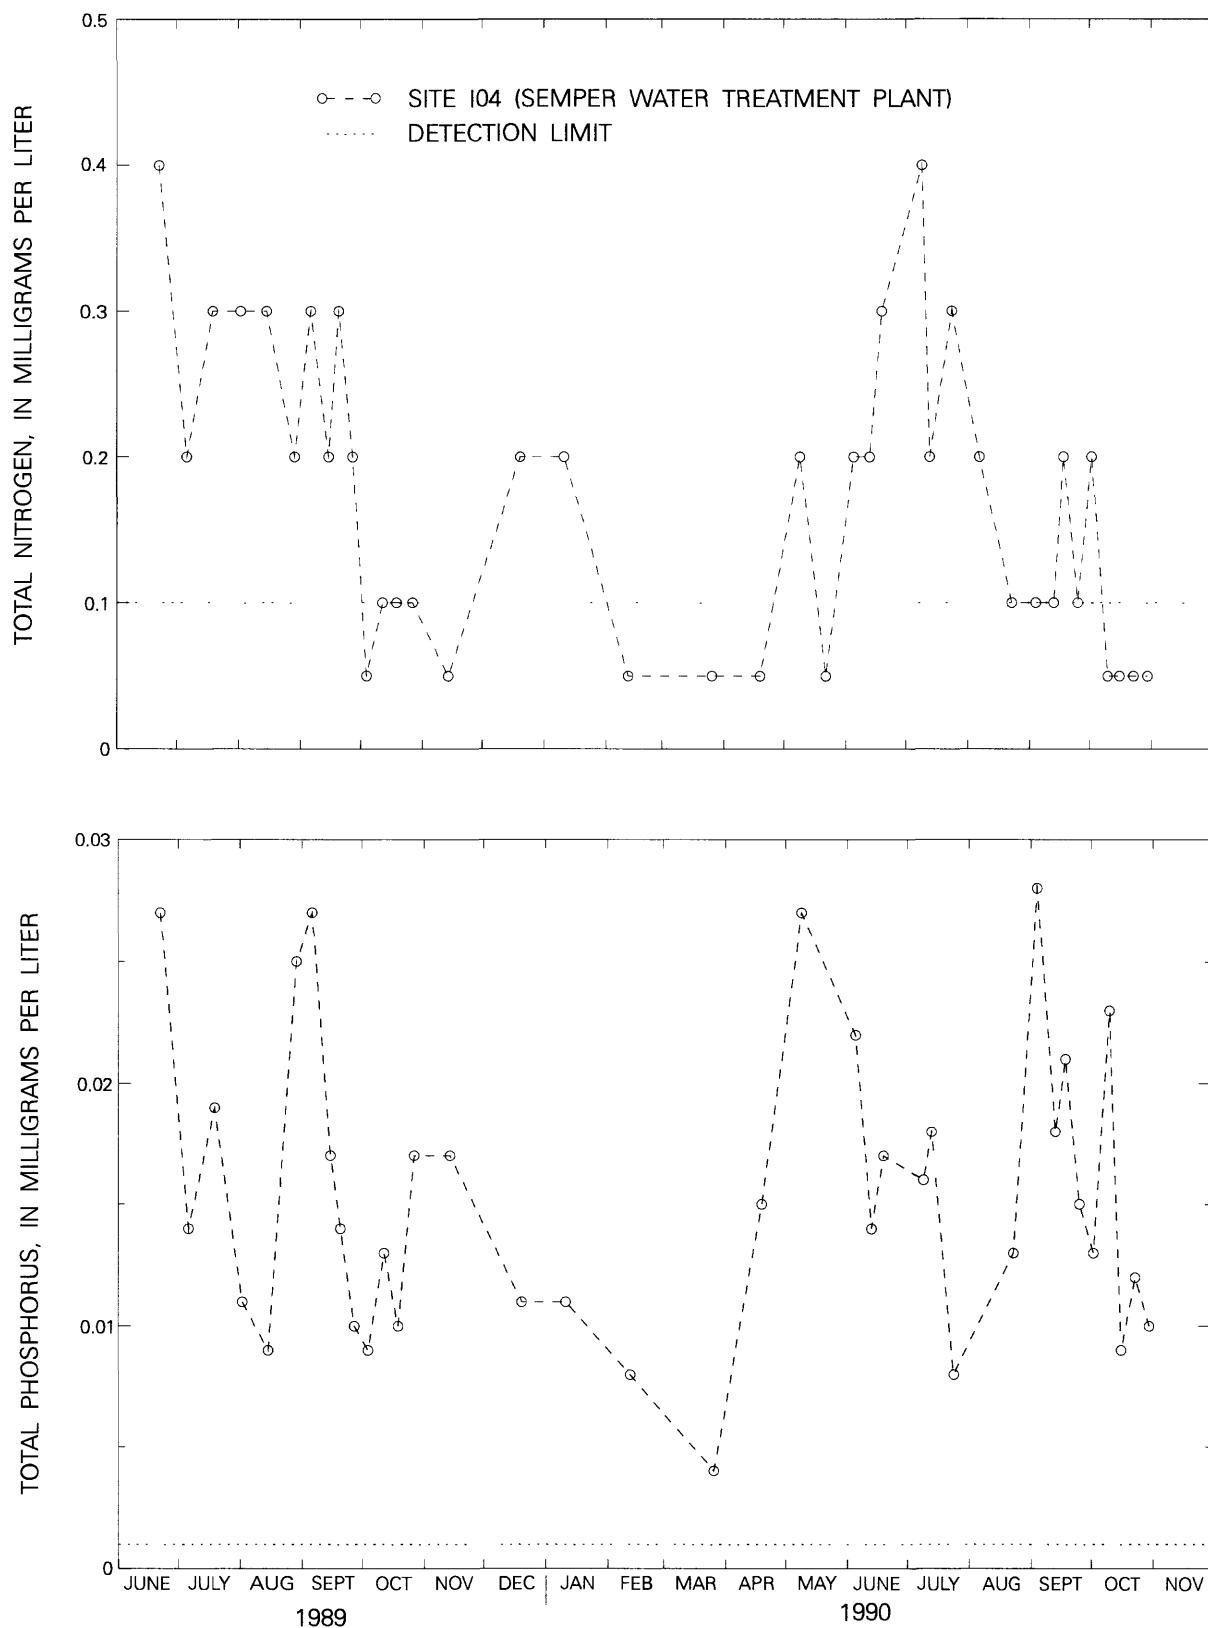 0.5
SITE 104 (SEMPER WATER TREATMENT PLANT)
DETECTION LIMIT
0.4
0.3
0.2
0.1
0
TOTAL NITROGEN, IN MILLIGRAMS PER LITER
0.03
0.02
0.01
0
TOTAL PHOSPHORUS, IN MILLIGRAMS PER LITER
JUNE JULY AUG SEPT OCT NOV DEC JAN FEB MAR APR MAY JUNE JULY AUG SEPT OCT NOV
1989 1990